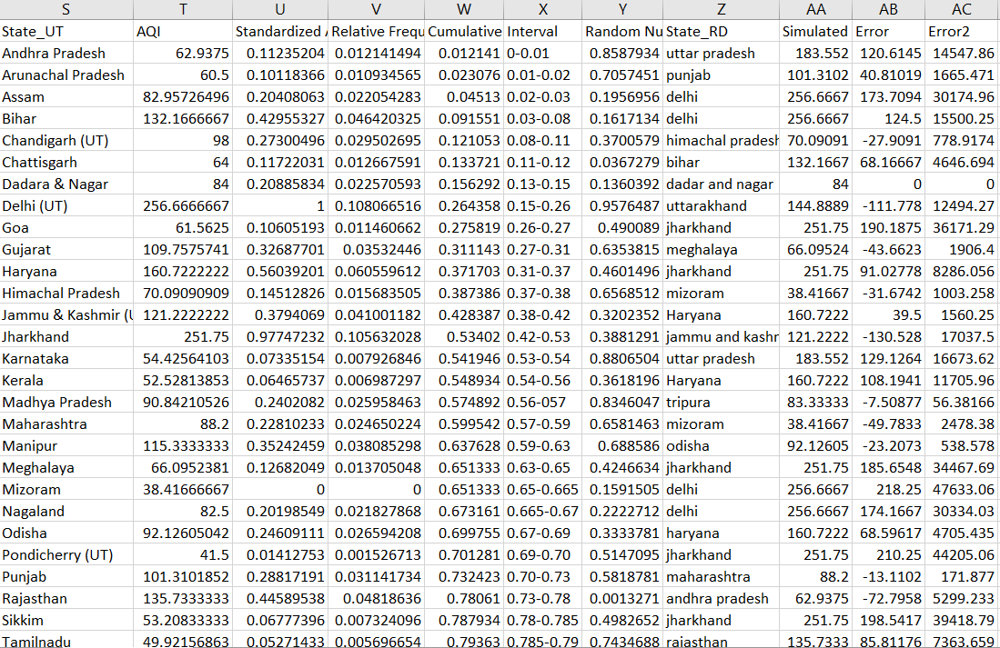 S T U V W X Y Z AA AB AC
State_UT AQI Standardized A Relative Frequ Cumulative Interval Random Nu State_RD Simulated Error Error2
Andhra Pradesh 62.9375 0.11235204 0.012141494 0.012141 0-0.01 0.8587934 uttar pradesh 183.552 120.6145 14547.86
Arunachal Pradesh 60.5 0.10118366 0.010934565 0.023076 0.01-0.02 0.7057451 punjab 101.3102 40.81019 1665.471
Assam 82.95726496 0.20408063 0.022054283 0.04513 0.02-0.03 0.1956956 delhi 256.6667 173.7094 30174.96
Bihar 132.1666667 0.42955327 0.046420325 0.091551 0.03-0.08 0.1617134 delhi 256.6667 124.5 15500.25
Chandigarh (UT) 98 0.27300496 0.029502695 0.121053 0.08-0.11 0.3700579 himachal pradesh 70.09091 -27.9091 778.9174
Chattisgarh 64 0.11722031 0.012667591 0.133721 0.11-0.12 0.0367279 bihar 132.1667 68.16667 4646.694
Dadara & Nagar 84 0.20885834 0.022570593 0.156292 0.13-0.15 0.1360392 dadar and nagar 84 0 0
Delhi (UT) 256.6666667 1 0.108066516 0.264358 0.15-0.26 0.9576487 uttarakhand 144.8889 -111.778 12494.27
Goa 61.5625 0.10605193 0.011460662 0.275819 0.26-0.27 0.490089 jharkhand 251.75 190.1875 36171.29
Gujarat 109.7575741 0.32687701 0.03532446 0.311143 0.27-0.31 0.6353815 meghalaya 66.09524 -43.6623 1906.4
Haryana 160.7222222 0.56039201 0.060559612 0.371703 0.31-0.37 0.4601496 jharkhand 251.75 91.02778 8286.056
Himachal Pradesh 70.09090909 0.14512826 0.015683505 0.387386 0.37-0.38 0.6568512 mizoram 38.41667 -31.6742 1003.258
Jammu & Kashmir (U 121.2222222 0.3794069 0.041001182 0.428387 0.38-0.42 0.3202352 Haryana 160.7222 39.5 1560.25
Jharkhand 251.75 0.97747232 0.105632028 0.53402 0.42-0.53 0.3881291 jammu and kashr 121.2222 -130.528 17037.5
Karnataka 54.42564103 0.07335154 0.007926846 0.541946 0.53-0.54 0.8806504 uttar pradesh 183.552 129.1264 16673.62
Kerala 52.52813853 0.06465737 0.006987297 0.548934 0.54-0.56 0.3618196 Haryana 160.7222 108.1941 11705.96
Madhya Pradesh 90.84210526 0.2402082 0.025958463 0.574892 0.56-057 0.8346047 tripura 83.33333 -7.50877 56.38166
Maharashtra 88.2 0.22810233 0.024650224 0.599542 0.57-0.59 0.6581463 mizoram 38.41667 -49.7833 2478.38
Manipur 115.3333333 0.35242459 0.038085298 0.637628 0.59-0.63 0.688586 odisha 92.12605 -23.2073 538.578
Meghalaya 66.0952381 0.12682049 0.013705048 0.651333 0.63-0.65 0.4246634 jharkhand 251.75 185.6548 34467.69
Mizoram 38.41666667 0 0 0.651333 0.65-0.665 0.1591505 delhi 256.6667 218.25 47633.06
Nagaland 82.5 0.20198549 0.021827868 0.673161 0.665-0.67 0.2222712 delhi 256.6667 174.1667 30334.03
Odisha 92.12605042 0.24609111 0.026594208 0.699755 0.67-0.69 0.3333781 haryana 160.7222 68.59617 4705.435
Pondicherry (UT) 41.5 0.01412753 0.001526713 0.701281 0.69-0.70 0.5147095 jharkhand 251.75 210.25 44205.06
Punjab 101.3101852 0.28817191 0.031141734 0.732423 0.70-0.73 0.5818781 maharashtra 88.2 -13.1102 171.877
Rajasthan 135.7333333 0.44589538 0.04818636 0.78061 0.73-0.78 0.0013271 andhra pradesh 62.9375 -72.7958 5299.233
Sikkim 53.20833333 0.06777396 0.007324096 0.787934 0.78-0.785 0.4982652 jharkhand 251.75 198.5417 39418.79
Tamilnadu 49.92156863 0.05271433 0.005696654 0.79363 0.785-0.79 0.7434688 rajasthan 135.7333 85.81176 7363.659